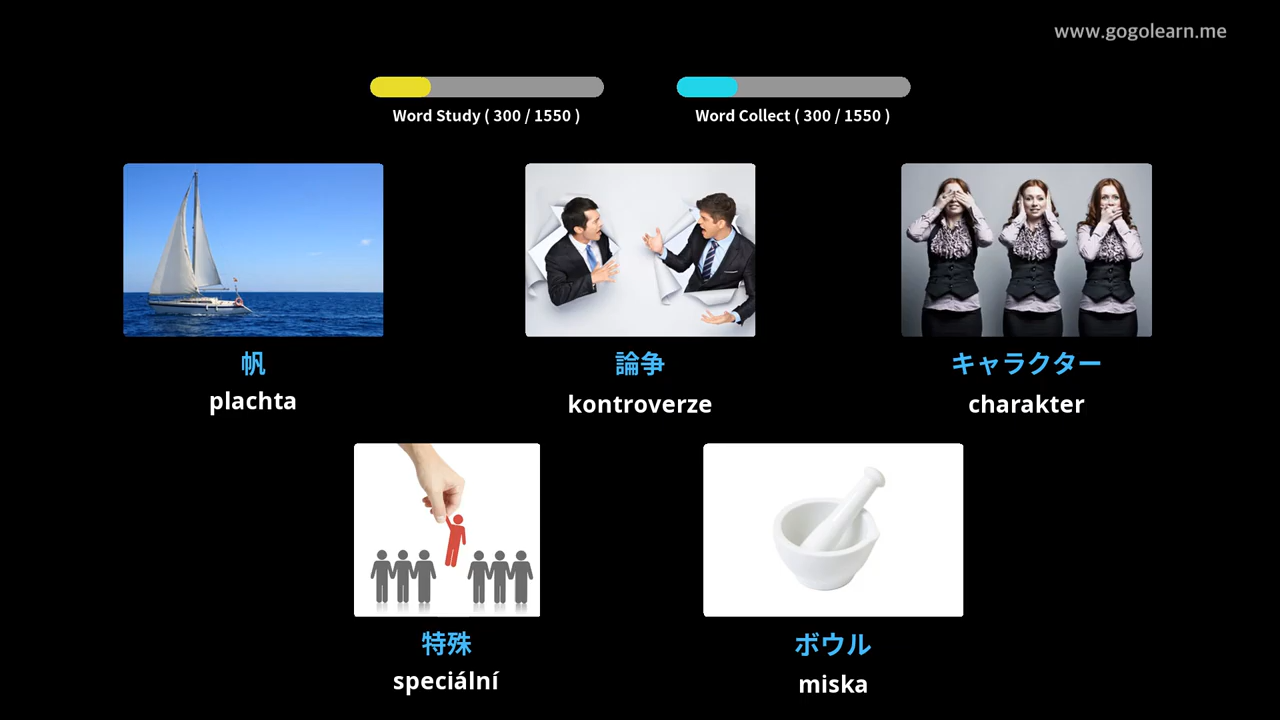 www.gogolearn.me
Word Study ( 300 / 1550 )
Word Collect ( 300 / 1550 )
帆
plachta
論争
kontroverze
キャラクター
charakter
特殊
speciální
ボウル
miska